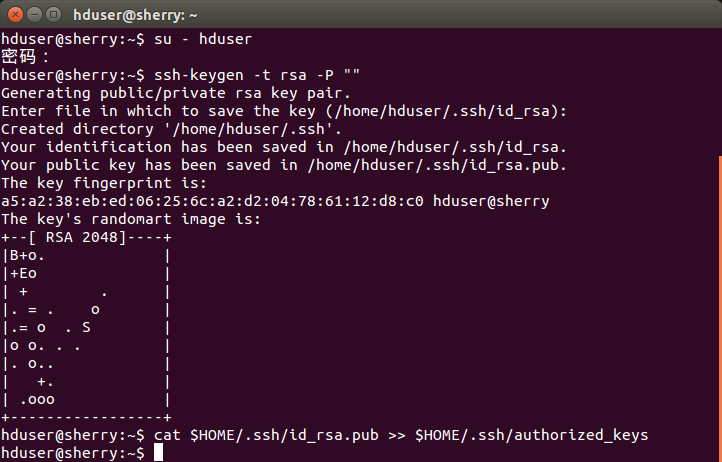 hduser@sherry: ~
hduser@sherry:~$ su - hduser
密码：
hduser@sherry:~$ ssh-keygen -t rsa -P ""
Generating public/private rsa key pair.
Enter file in which to save the key (/home/hduser/.ssh/id_rsa):
Created directory '/home/hduser/.ssh'.
Your identification has been saved in /home/hduser/.ssh/id_rsa.
Your public key has been saved in /home/hduser/.ssh/id_rsa.pub.
The key fingerprint is:
a5:a2:38:eb:ed:06:25:6c:a2:d2:04:78:61:12:d8:c0 hduser@sherry
The key's randomart image is:
+--[ RSA 2048]----+
|B+o.             |
|+Eo              |
| +        .      |
|. = .    o       |
|.= o  . S        |
|o o. . .         |
|. o..            |
|   +.            |
| .ooo            |
+-----------------+
hduser@sherry:~$ cat $HOME/.ssh/id_rsa.pub >> $HOME/.ssh/authorized_keys
hduser@sherry:~$